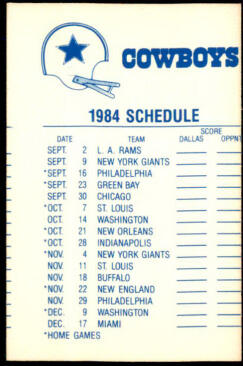 COWBOYS
1984 SCHEDULE
SCORE
DATE TEAM DALLAS OPPNT
SEPT. 2 L. A. RAMS
SEPT. 9 NEW YORK GIANTS
*SEPT. 16 PHILADELPHIA
*SEPT. 23 GREEN BAY
SEPT. 30 CHICAGO
*OCT. 7 ST. LOUIS
OCT. 14 WASHINGTON
*OCT. 21 NEW ORLEANS
*OCT. 28 INDIANAPOLIS
*NOV. 4 NEW YORK GIANTS
NOV. 11 ST. LOUIS
NOV. 18 BUFFALO
*NOV. 22 NEW ENGLAND
NOV. 29 PHILADELPHIA
*DEC. 9 WASHINGTON
DEC. 17 MIAMI
*HOME GAMES